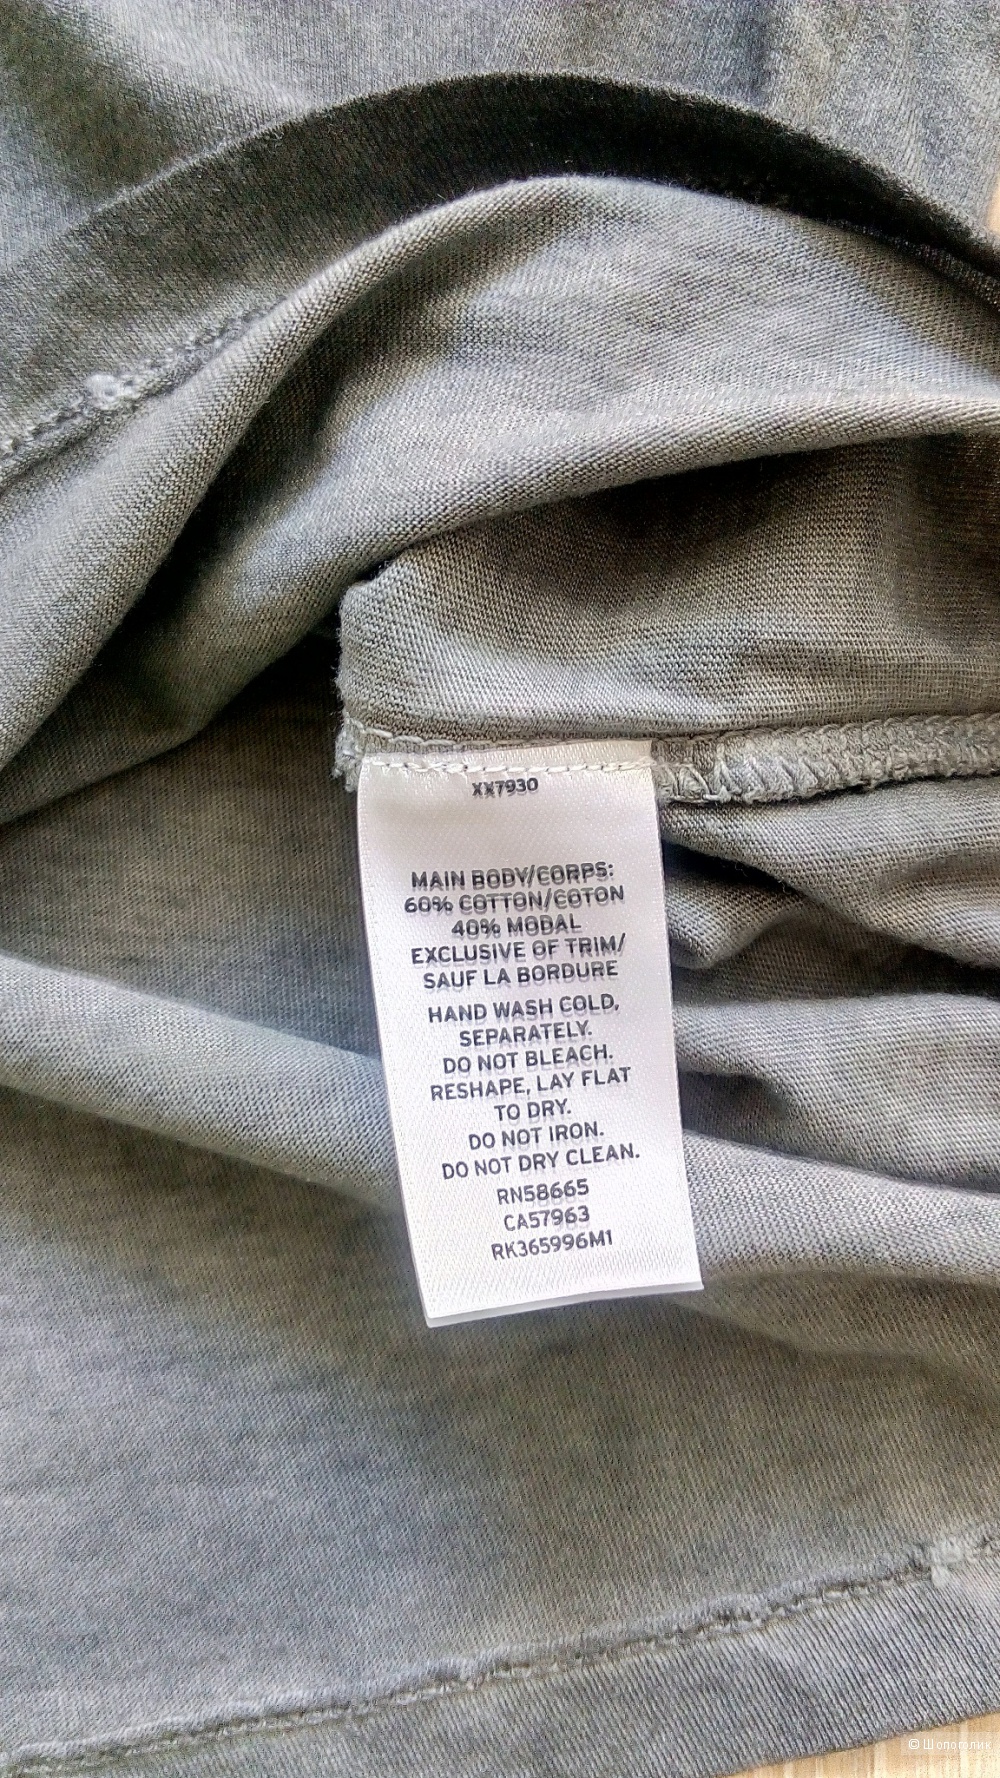 XX7930
MAIN BODY/CORPS:
60% COTTON/COTON
40% MODAL
EXCLUSIVE OF TRIM/
SAUF LA BORDURE
HAND WASH COLD,
SEPARATELY.
DO NOT BLEACH.
RESHAPE, LAY FLAT
TO DRY.
DO NOT IRON.
DO NOT DRY CLEAN.
RN58665
CA57963
RK365996M1
© Шопоголик